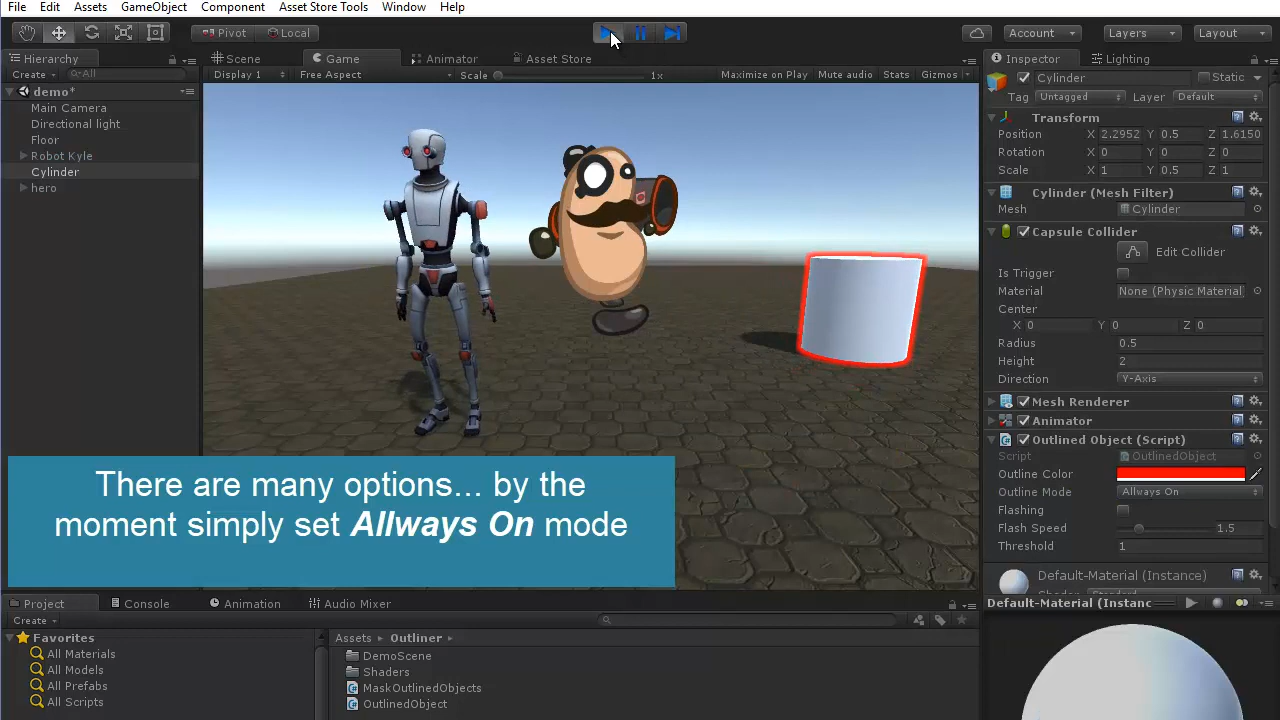 File Edit Assets GameObject Component Asset Store Tools Window Help
Pivot Local Account Layers Layout
Hierarchy
Create All
demo*
Main Camera
Directional light
Floor
Robot Kyle
Cylinder
hero
Scene Game Animator Asset Store
Display 1 Free Aspect Scale 1x Maximize on Play Mute audio Stats Gizmos
There are many options... by the
moment simply set Allways On mode
Inspector Lighting
Cylinder Static
Tag Untagged Layer Default
Transform
Position X 2.2952 Y 0.5 Z 1.6150
Rotation X 0 Y 0 Z 0
Scale X 1 Y 0.5 Z 1
Cylinder (Mesh Filter)
Mesh Cylinder
Capsule Collider
Edit Collider
Is Trigger
Material None (Physic Material
Center
X 0 Y 0 Z 0
Radius 0.5
Height 2
Direction Y-Axis
Mesh Renderer
Animator
Outlined Object (Script)
Script OutlinedObject
Outline Color
Outline Mode Allways On
Flashing
Flash Speed 1.5
Threshold 1
Default-Material (Instance)
Default-Material (Instanc
Project Console Animation Audio Mixer
Create
Favorites
All Materials
All Models
All Prefabs
All Scripts
Assets Outliner
DemoScene
Shaders
MaskOutlinedObjects
OutlinedObject